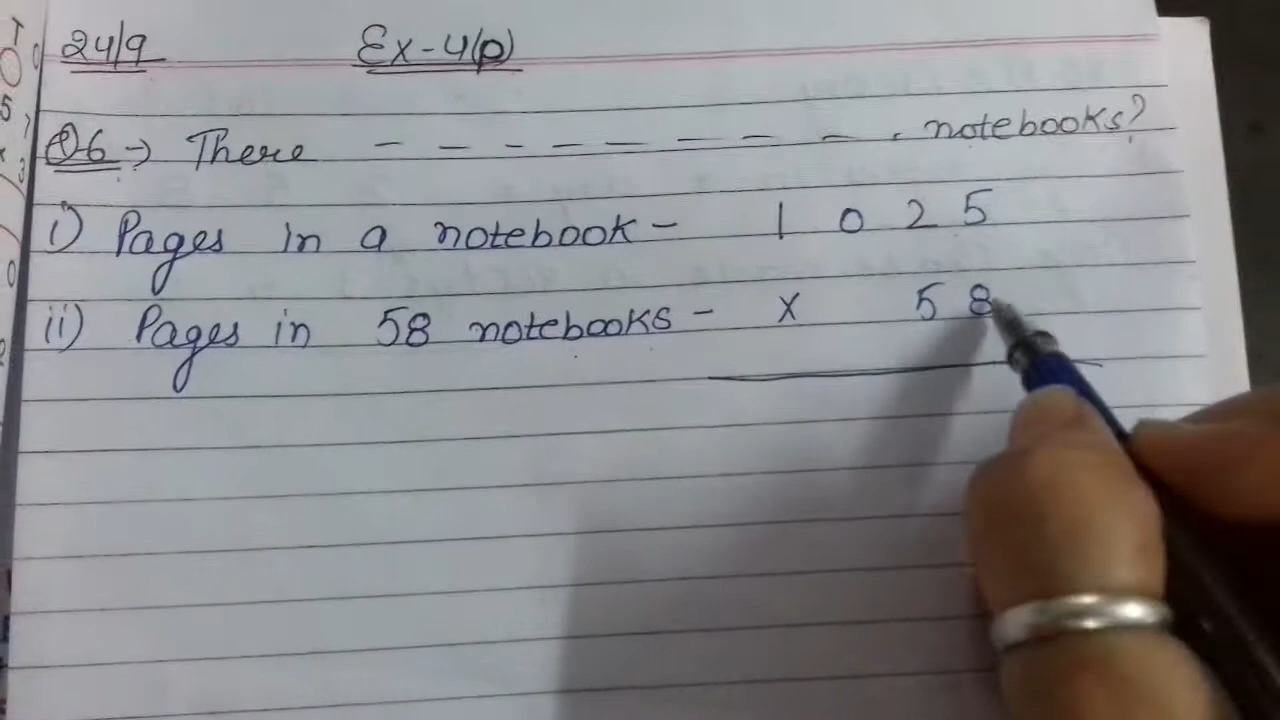 24/9 Ex-4(p)
Q6 → There - - - - - - - - . notebooks?
i) Pages in a notebook - 1 0 2 5
ii) Pages in 58 notebooks - x 5 8